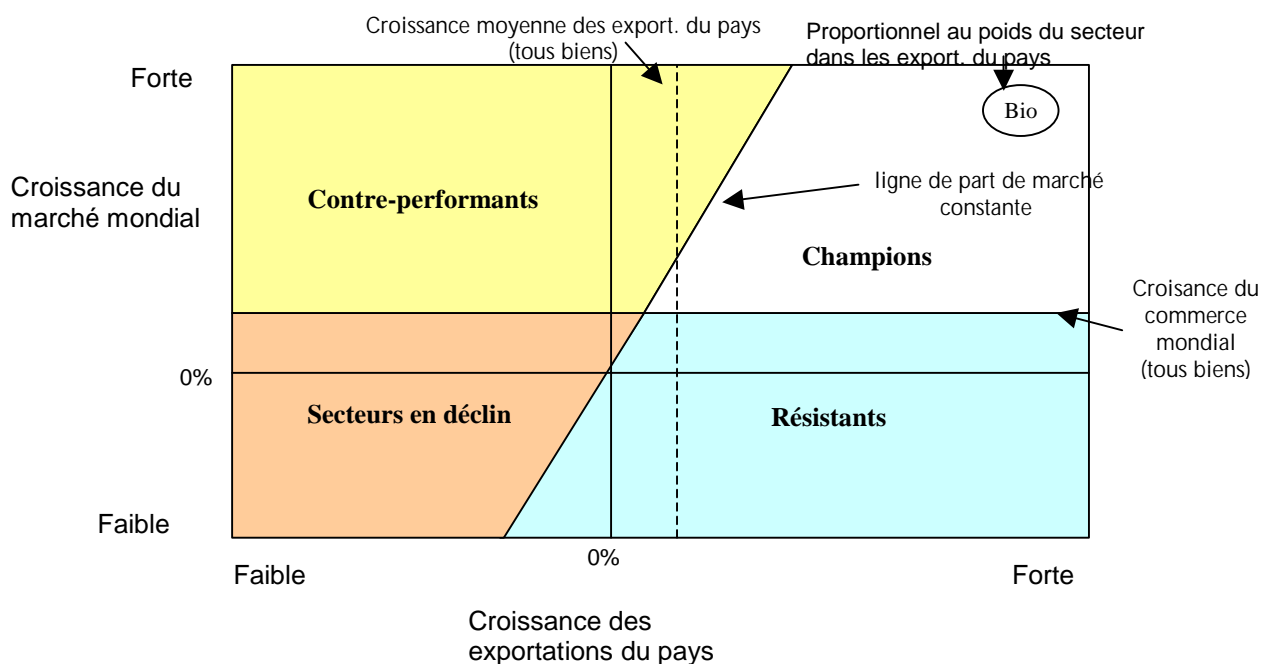 Croissance moyenne des export. du pays
(tous biens)
Proportionnel au poids du secteur
dans les export. du pays
Forte
Bio
Croissance du
marché mondial
Contre-performants
ligne de part de marché
constante
Champions
Croisance du
commerce
mondial
(tous biens)
0%
Secteurs en déclin
Résistants
Faible
0%
Faible
Forte
Croissance des
exportations du pays